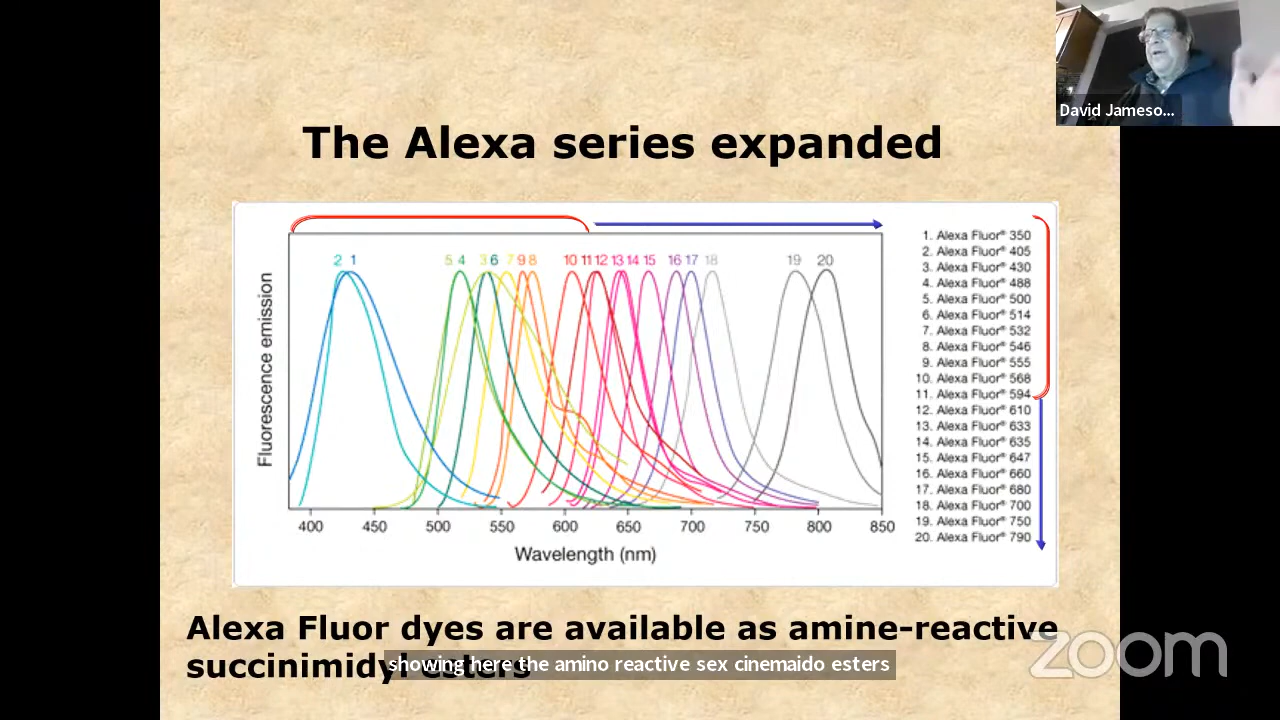 David Jameso...
The Alexa series expanded
2 1 5 4 3 6 7 9 8 10 11 12 13 14 15 16 17 18 19 20
Fluorescence emission
400 450 500 550 600 650 700 750 800 850
Wavelength (nm)
1. Alexa Fluor® 350
2. Alexa Fluor® 405
3. Alexa Fluor® 430
4. Alexa Fluor® 488
5. Alexa Fluor® 500
6. Alexa Fluor® 514
7. Alexa Fluor® 532
8. Alexa Fluor® 546
9. Alexa Fluor® 555
10. Alexa Fluor® 568
11. Alexa Fluor® 594
12. Alexa Fluor® 610
13. Alexa Fluor® 633
14. Alexa Fluor® 635
15. Alexa Fluor® 647
16. Alexa Fluor® 660
17. Alexa Fluor® 680
18. Alexa Fluor® 700
19. Alexa Fluor® 750
20. Alexa Fluor® 790
Alexa Fluor dyes are available as amine-reactive
succinimidyl esters
showing here the amino reactive sex cinemaido esters
zoom